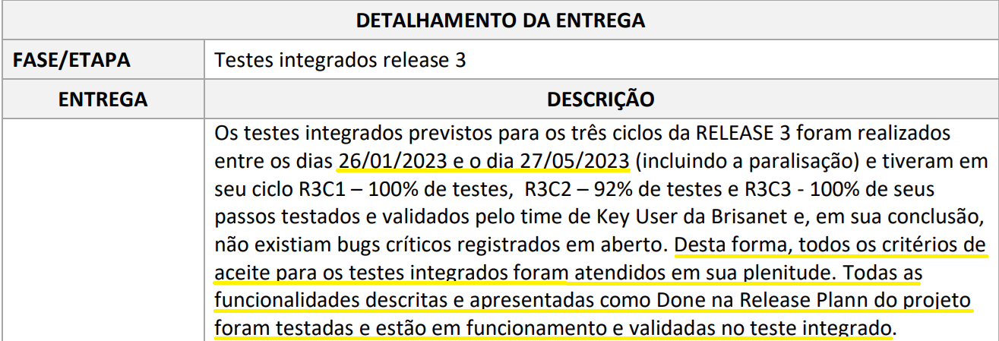 DETALHAMENTO DA ENTREGA
FASE/ETAPA Testes integrados release 3
ENTREGA DESCRIÇÃO
Os testes integrados previstos para os três ciclos da RELEASE 3 foram realizados
entre os dias 26/01/2023 e o dia 27/05/2023 (incluindo a paralisação) e tiveram em
seu ciclo R3C1 – 100% de testes,  R3C2 – 92% de testes e R3C3 - 100% de seus
passos testados e validados pelo time de Key User da Brisanet e, em sua conclusão,
não existiam bugs críticos registrados em aberto. Desta forma, todos os critérios de
aceite para os testes integrados foram atendidos em sua plenitude. Todas as
funcionalidades descritas e apresentadas como Done na Release Plann do projeto
foram testadas e estão em funcionamento e validadas no teste integrado.